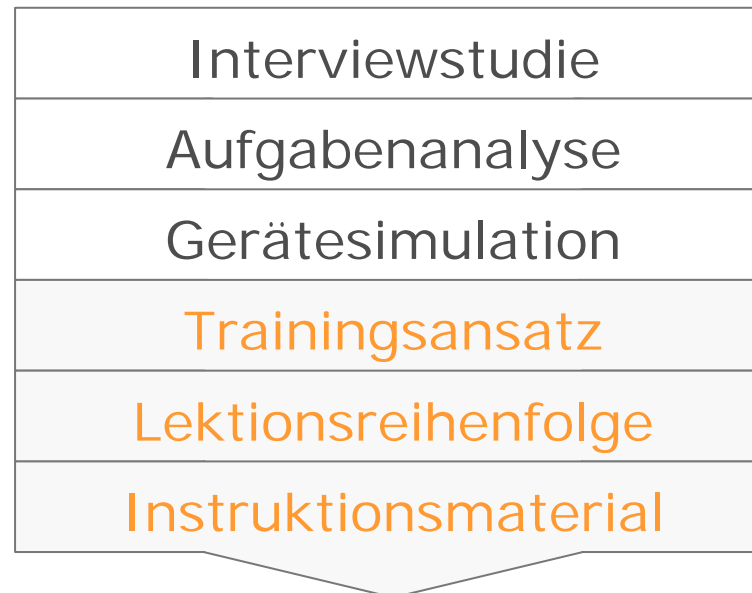 Interviewstudie
Aufgabenanalyse
Gerätesimulation
Trainingsansatz
Lektionsreihenfolge
Instruktionsmaterial